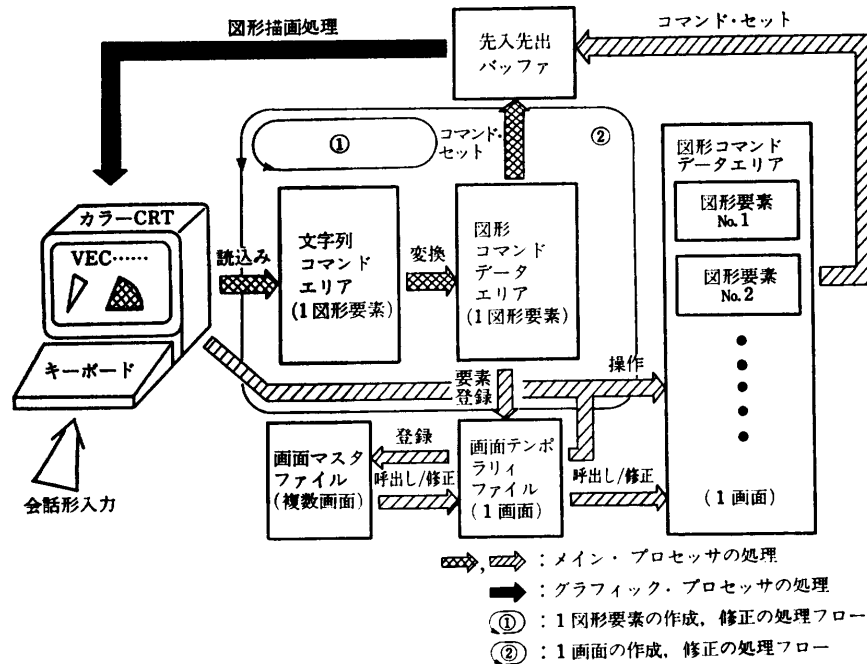 図形描画処理
先入先出
バッファ
コマンド・セット
①
コマンド・
セット
②
図形コマンド
データエリア
図形要素
No.1
図形要素
No.2
(1画面)
カラーCRT
VEC……
キーボード
会話形入力
読込み
文字列
コマンド
エリア
(1図形要素)
変換
図形
コマンド
データ
エリア
(1図形要素)
操作
要素
登録
画面マスタ
ファイル
(複数画面)
登録
呼出し/修正
画面テンポ
ラリィ
ファイル
(1画面)
呼出し/修正
, : メイン・プロセッサの処理
: グラフィック・プロセッサの処理
① : 1図形要素の作成, 修正の処理フロー
② : 1画面の作成, 修正の処理フロー